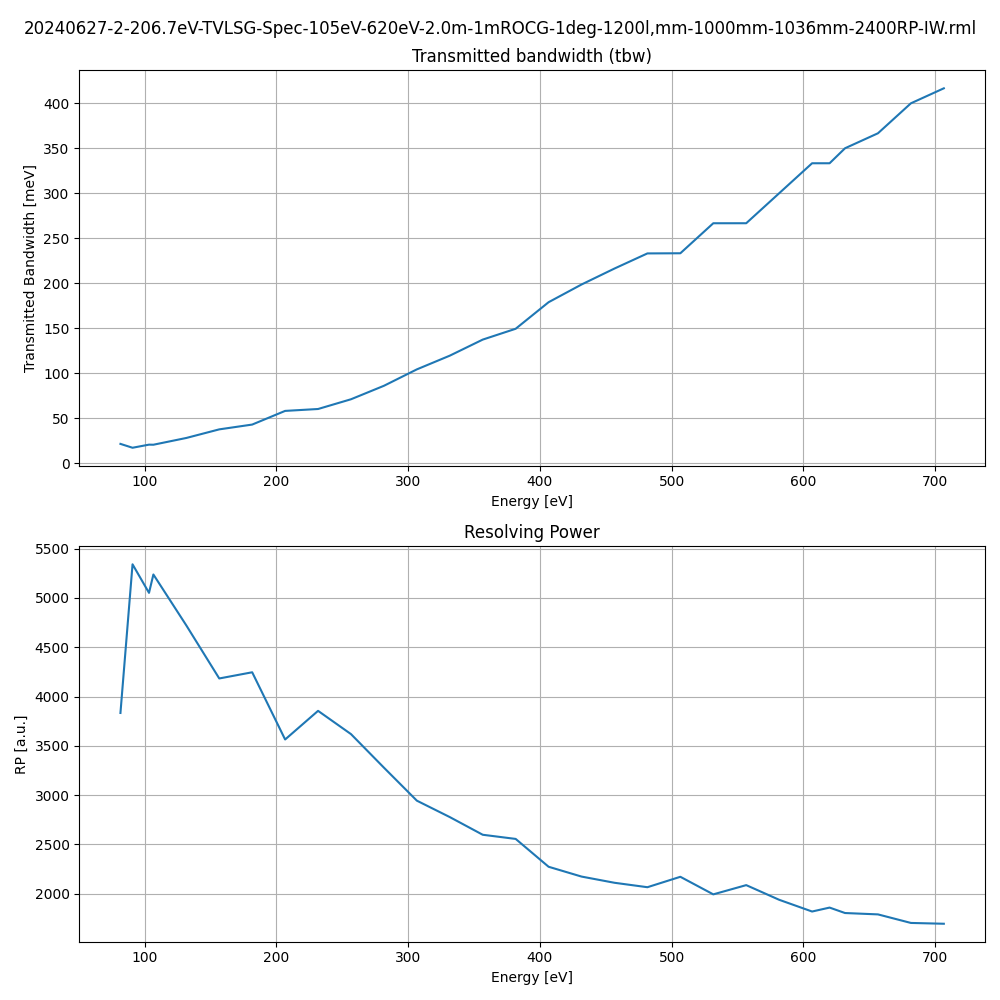 20240627-2-206.7eV-TVLSG-Spec-105eV-620eV-2.0m-1mROCG-1deg-1200l,mm-1000mm-1036mm-2400RP-IW.rml
Transmitted bandwidth (tbw)
Transmitted Bandwidth [meV]
400
350
300
250
200
150
100
50
0
100 200 300 400 500 600 700
Energy [eV]
Resolving Power
RP [a.u.]
5500
5000
4500
4000
3500
3000
2500
2000
100 200 300 400 500 600 700
Energy [eV]